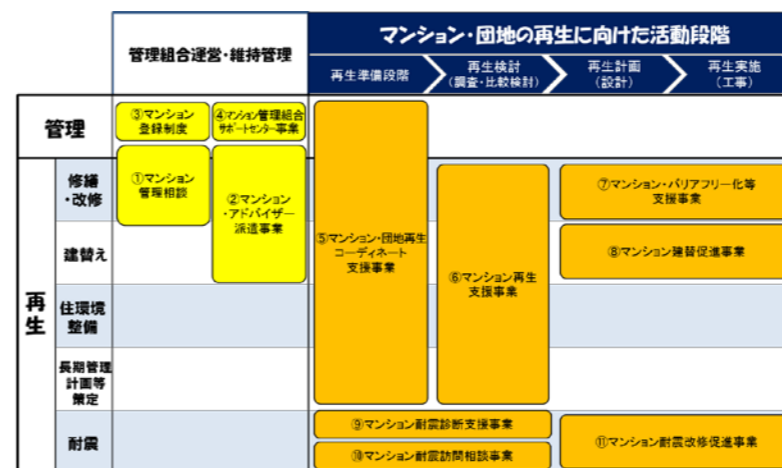 管理組合運営・維持管理
マンション・団地の再生に向けた活動段階
再生準備段階
再生検討
(調査・比較検討)
再生計画
(設計)
再生実施
(工事)
管理
③マンション
登録制度
④マンション管理組合
サポートセンター事業
再生
修繕
・改修
①マンション
管理相談
②マンション
・アドバイザー
派遣事業
⑤マンション・団地再生
コーディネート
支援事業
⑥マンション再生
支援事業
⑦マンション・バリアフリー化等
支援事業
建替え
⑧マンション建替促進事業
住環境
整備
長期管理
計画等
策定
耐震
⑨マンション耐震診断支援事業
⑩マンション耐震訪問相談事業
⑪マンション耐震改修促進事業